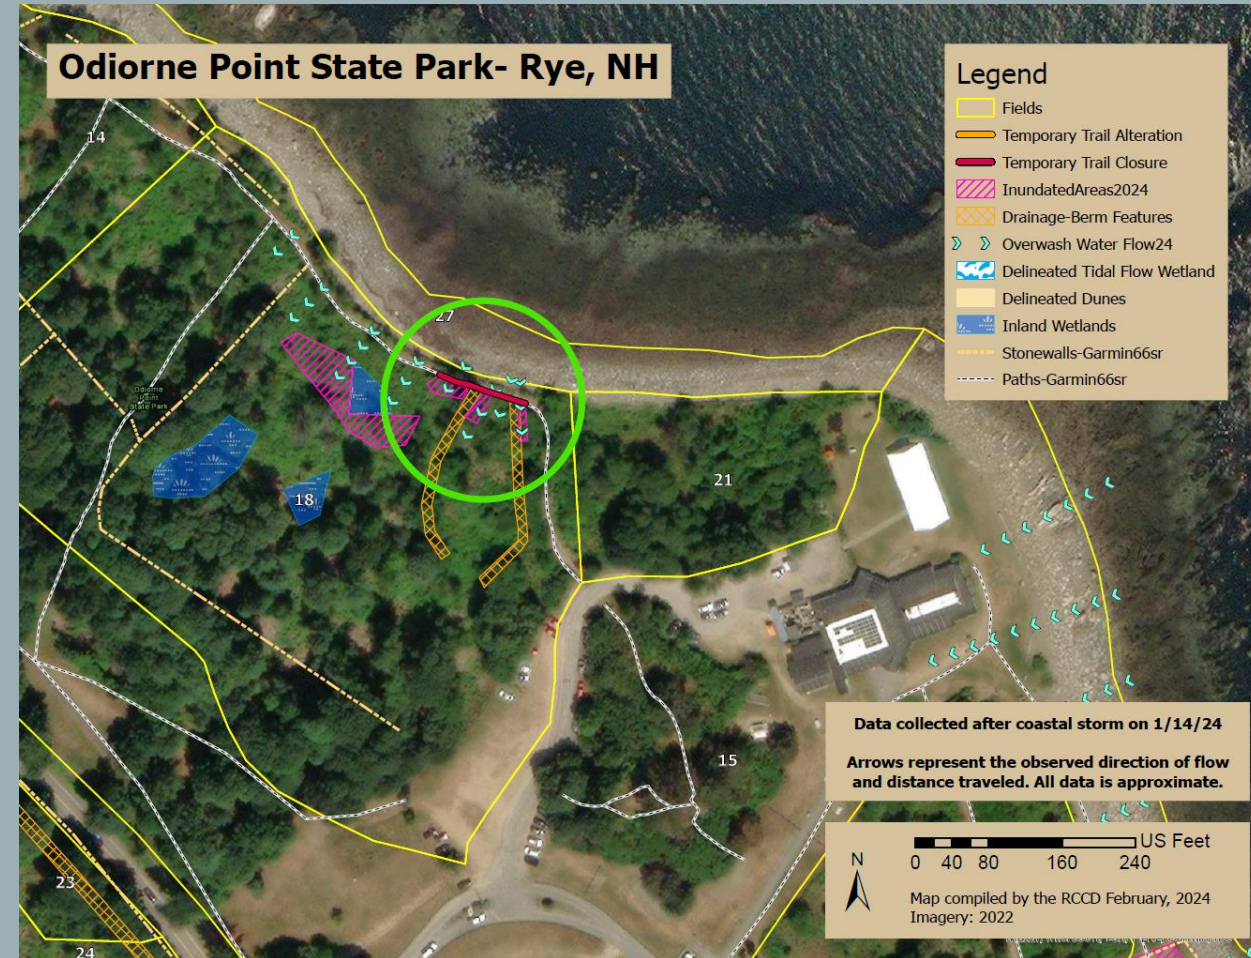 Odiorne Point State Park- Rye, NH
Legend
Fields
Temporary Trail Alteration
Temporary Trail Closure
InundatedAreas2024
Drainage-Berm Features
Overwash Water Flow24
Delineated Tidal Flow Wetland
Delineated Dunes
Inland Wetlands
Stonewalls-Garmin66sr
Paths-Garmin66sr
14
27
Odiorne
Point
State Park
18
21
15
23
24
Data collected after coastal storm on 1/14/24
Arrows represent the observed direction of flow
and distance traveled. All data is approximate.
N
US Feet
0 40 80 160 240
Map compiled by the RCCD February, 2024
Imagery: 2022